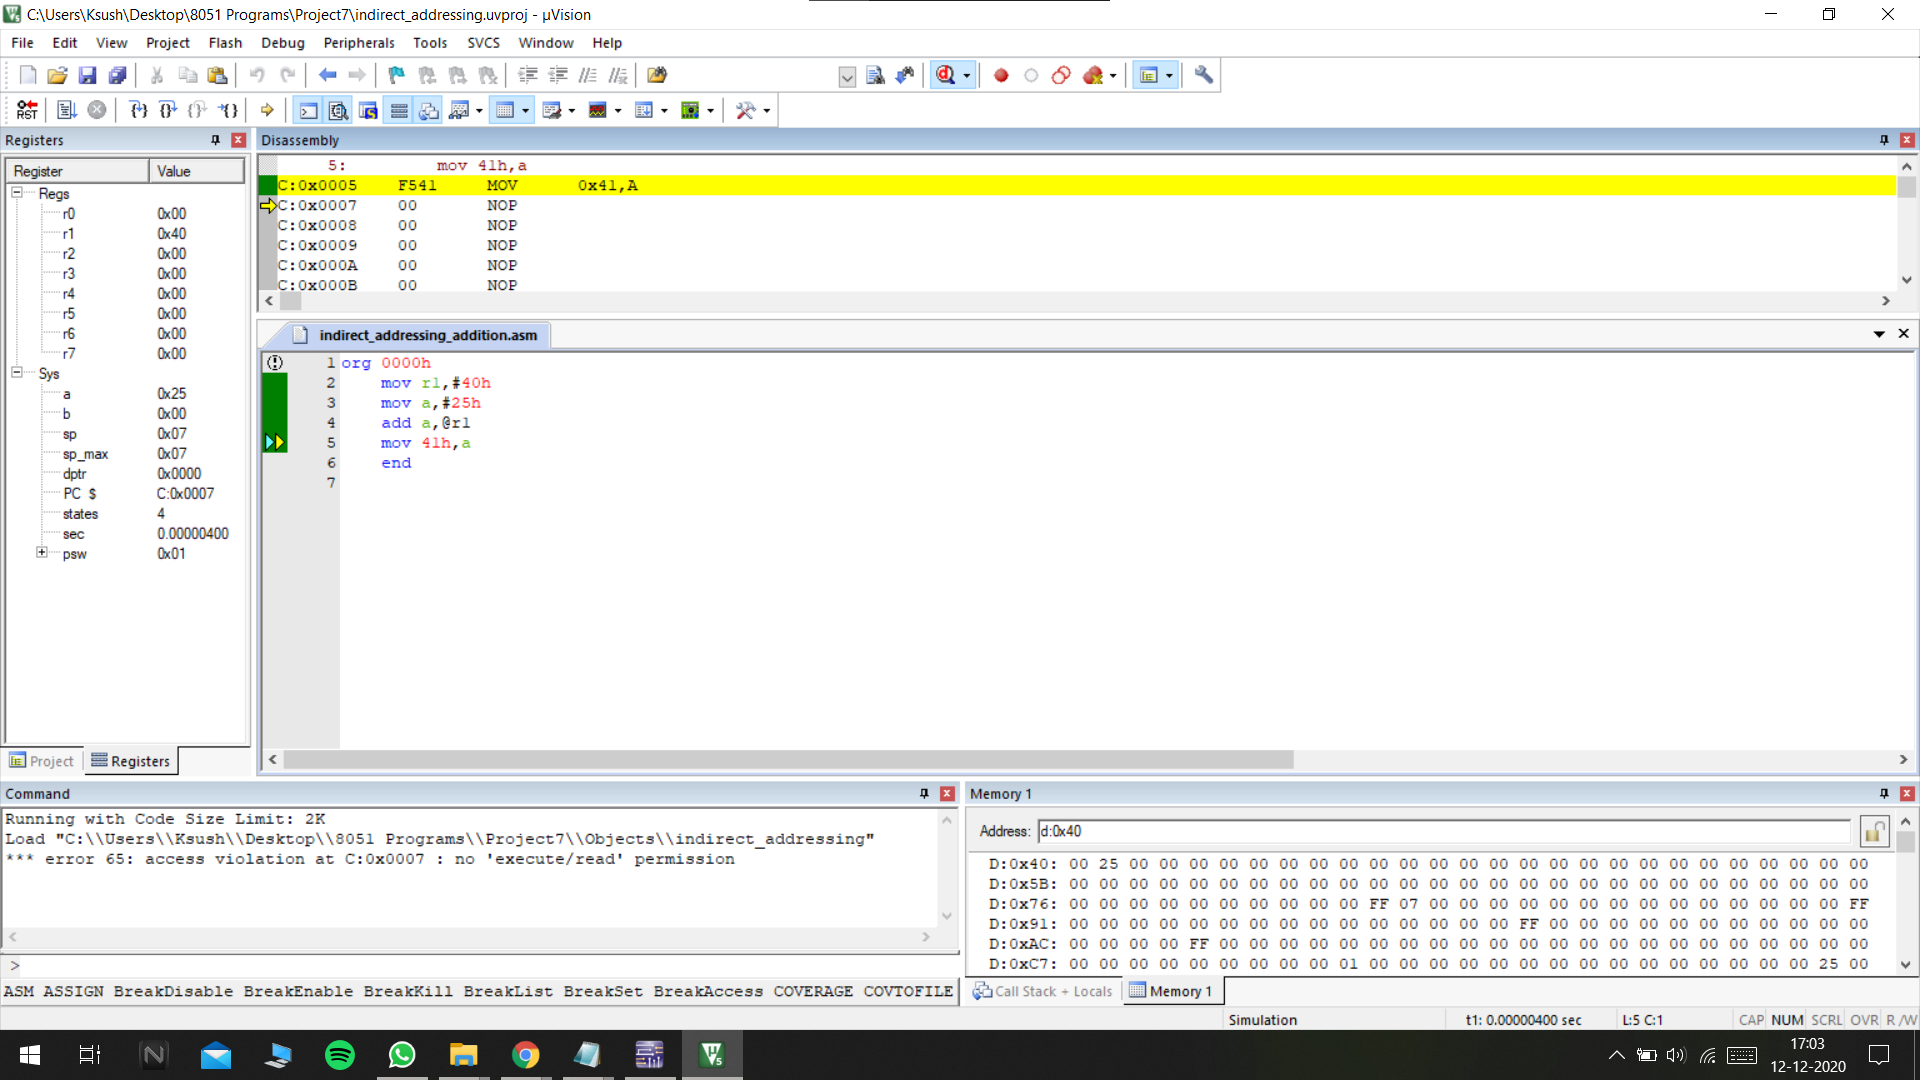 C:\Users\Ksush\Desktop\8051 Programs\Project7\indirect_addressing.uvproj - µVision
File Edit View Project Flash Debug Peripherals Tools SVCS Window Help
RST
Registers
Register Value
Regs
r0 0x00
r1 0x40
r2 0x00
r3 0x00
r4 0x00
r5 0x00
r6 0x00
r7 0x00
Sys
a 0x25
b 0x00
sp 0x07
sp_max 0x07
dptr 0x0000
PC $ C:0x0007
states 4
sec 0.00000400
psw 0x01
Project Registers
Disassembly
5: mov 41h,a
C:0x0005 F541 MOV 0x41,A
C:0x0007 00 NOP
C:0x0008 00 NOP
C:0x0009 00 NOP
C:0x000A 00 NOP
C:0x000B 00 NOP
indirect_addressing_addition.asm
1 org 0000h
2 mov r1,#40h
3 mov a,#25h
4 add a,@r1
5 mov 41h,a
6 end
7
Command
Running with Code Size Limit: 2K
Load "C:\\Users\\Ksush\\Desktop\\8051 Programs\\Project7\\Objects\\indirect_addressing"
*** error 65: access violation at C:0x0007 : no 'execute/read' permission
>
ASM ASSIGN BreakDisable BreakEnable BreakKill BreakList BreakSet BreakAccess COVERAGE COVTOFILE
Memory 1
Address: d:0x40
D:0x40: 00 25 00 00 00 00 00 00 00 00 00 00 00 00 00 00 00 00 00 00 00 00 00 00 00 00 00
D:0x5B: 00 00 00 00 00 00 00 00 00 00 00 00 00 00 00 00 00 00 00 00 00 00 00 00 00 00 00
D:0x76: 00 00 00 00 00 00 00 00 00 00 FF 07 00 00 00 00 00 00 00 00 00 00 00 00 00 00 FF
D:0x91: 00 00 00 00 00 00 00 00 00 00 00 00 00 00 00 FF 00 00 00 00 00 00 00 00 00 00 00
D:0xAC: 00 00 00 00 FF 00 00 00 00 00 00 00 00 00 00 00 00 00 00 00 00 00 00 00 00 00 00
D:0xC7: 00 00 00 00 00 00 00 00 00 01 00 00 00 00 00 00 00 00 00 00 00 00 00 00 00 25 00
Call Stack + Locals Memory 1
Simulation t1: 0.00000400 sec L:5 C:1 CAP NUM SCRL OVR R/W
17:03
12-12-2020